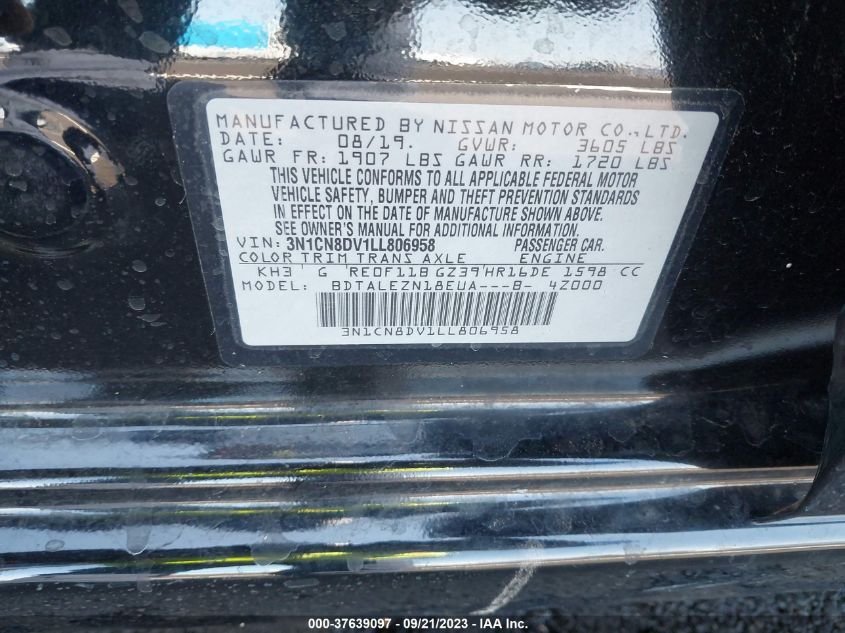 MANUFACTURED BY NISSAN MOTOR CO.,LTD.
DATE: 08/19. GVWR: 3605 LBS
GAWR FR: 1907 LBS GAWR RR: 1720 LBS
THIS VEHICLE CONFORMS TO ALL APPLICABLE FEDERAL MOTOR
VEHICLE SAFETY, BUMPER AND THEFT PREVENTION STANDARDS
IN EFFECT ON THE DATE OF MANUFACTURE SHOWN ABOVE.
SEE OWNER'S MANUAL FOR ADDITIONAL INFORMATION.
VIN: 3N1CN8DV1LL806958 PASSENGER CAR.
COLOR TRIM TRANS AXLE ENGINE
KH3 G RE0F11B GZ39 HR16DE 1598 CC
MODEL: BDTALEZN18EUA---B- 4Z000
3N1CN8DV1LL806958
000-37639097 - 09/21/2023 - IAA Inc.